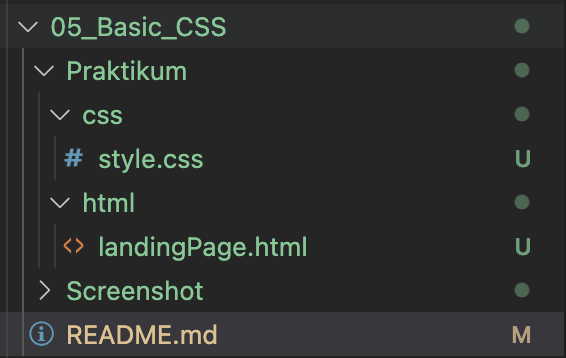 05_Basic_CSS
Praktikum
css
# style.css U
html
<> landingPage.html U
Screenshot
README.md M